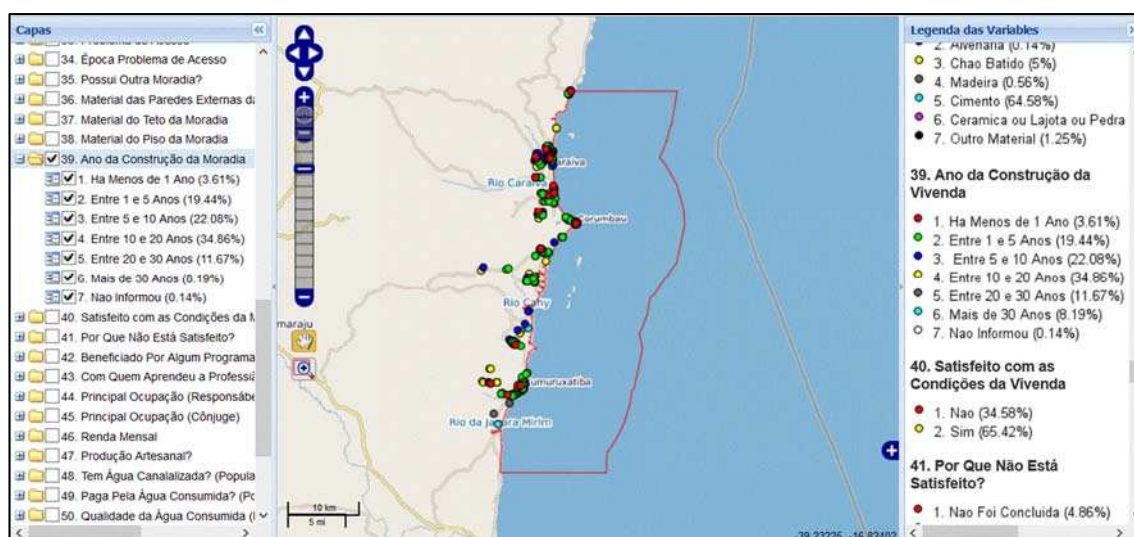 Capas
34. Época Problema de Acesso
35. Possui Outra Moradia?
36. Material das Paredes Externas da
37. Material do Teto da Moradia
38. Material do Piso da Moradia
39. Ano da Construção da Moradia
1. Ha Menos de 1 Ano (3.61%)
2. Entre 1 e 5 Anos (19.44%)
3. Entre 5 e 10 Anos (22.08%)
4. Entre 10 e 20 Anos (34.86%)
5. Entre 20 e 30 Anos (11.67%)
6. Mais de 30 Anos (8.19%)
7. Nao Informou (0.14%)
40. Satisfeito com as Condições da M
41. Por Que Não Está Satisfeito?
42. Beneficiado Por Algum Programa
43. Com Quem Aprendeu a Profissiã
44. Principal Ocupação (Responsábe
45. Principal Ocupação (Cônjuge)
46. Renda Mensal
47. Produção Artesanal?
48. Tem Água Canalalizada? (Popula
49. Paga Pela Água Consumida? (Po
50. Qualidade da Água Consumida (
araíva
Rio Caraíva
Corumbau
Rio Cahy
maraju
umuruxatiba
Rio da Mirim
10 km
5 mi
Legenda das Variables
2. Alvenaria (0.14%)
3. Chao Batido (5%)
4. Madeira (0.56%)
5. Cimento (64.58%)
6. Ceramica ou Lajota ou Pedra
7. Outro Material (1.25%)
39. Ano da Construção da
Vivenda
1. Ha Menos de 1 Ano (3.61%)
2. Entre 1 e 5 Anos (19.44%)
3. Entre 5 e 10 Anos (22.08%)
4. Entre 10 e 20 Anos (34.86%)
5. Entre 20 e 30 Anos (11.67%)
6. Mais de 30 Anos (8.19%)
7. Nao Informou (0.14%)
40. Satisfeito com as
Condições da Vivenda
1. Nao (34.58%)
2. Sim (65.42%)
41. Por Que Não Está
Satisfeito?
1. Nao Foi Concluida (4.86%)